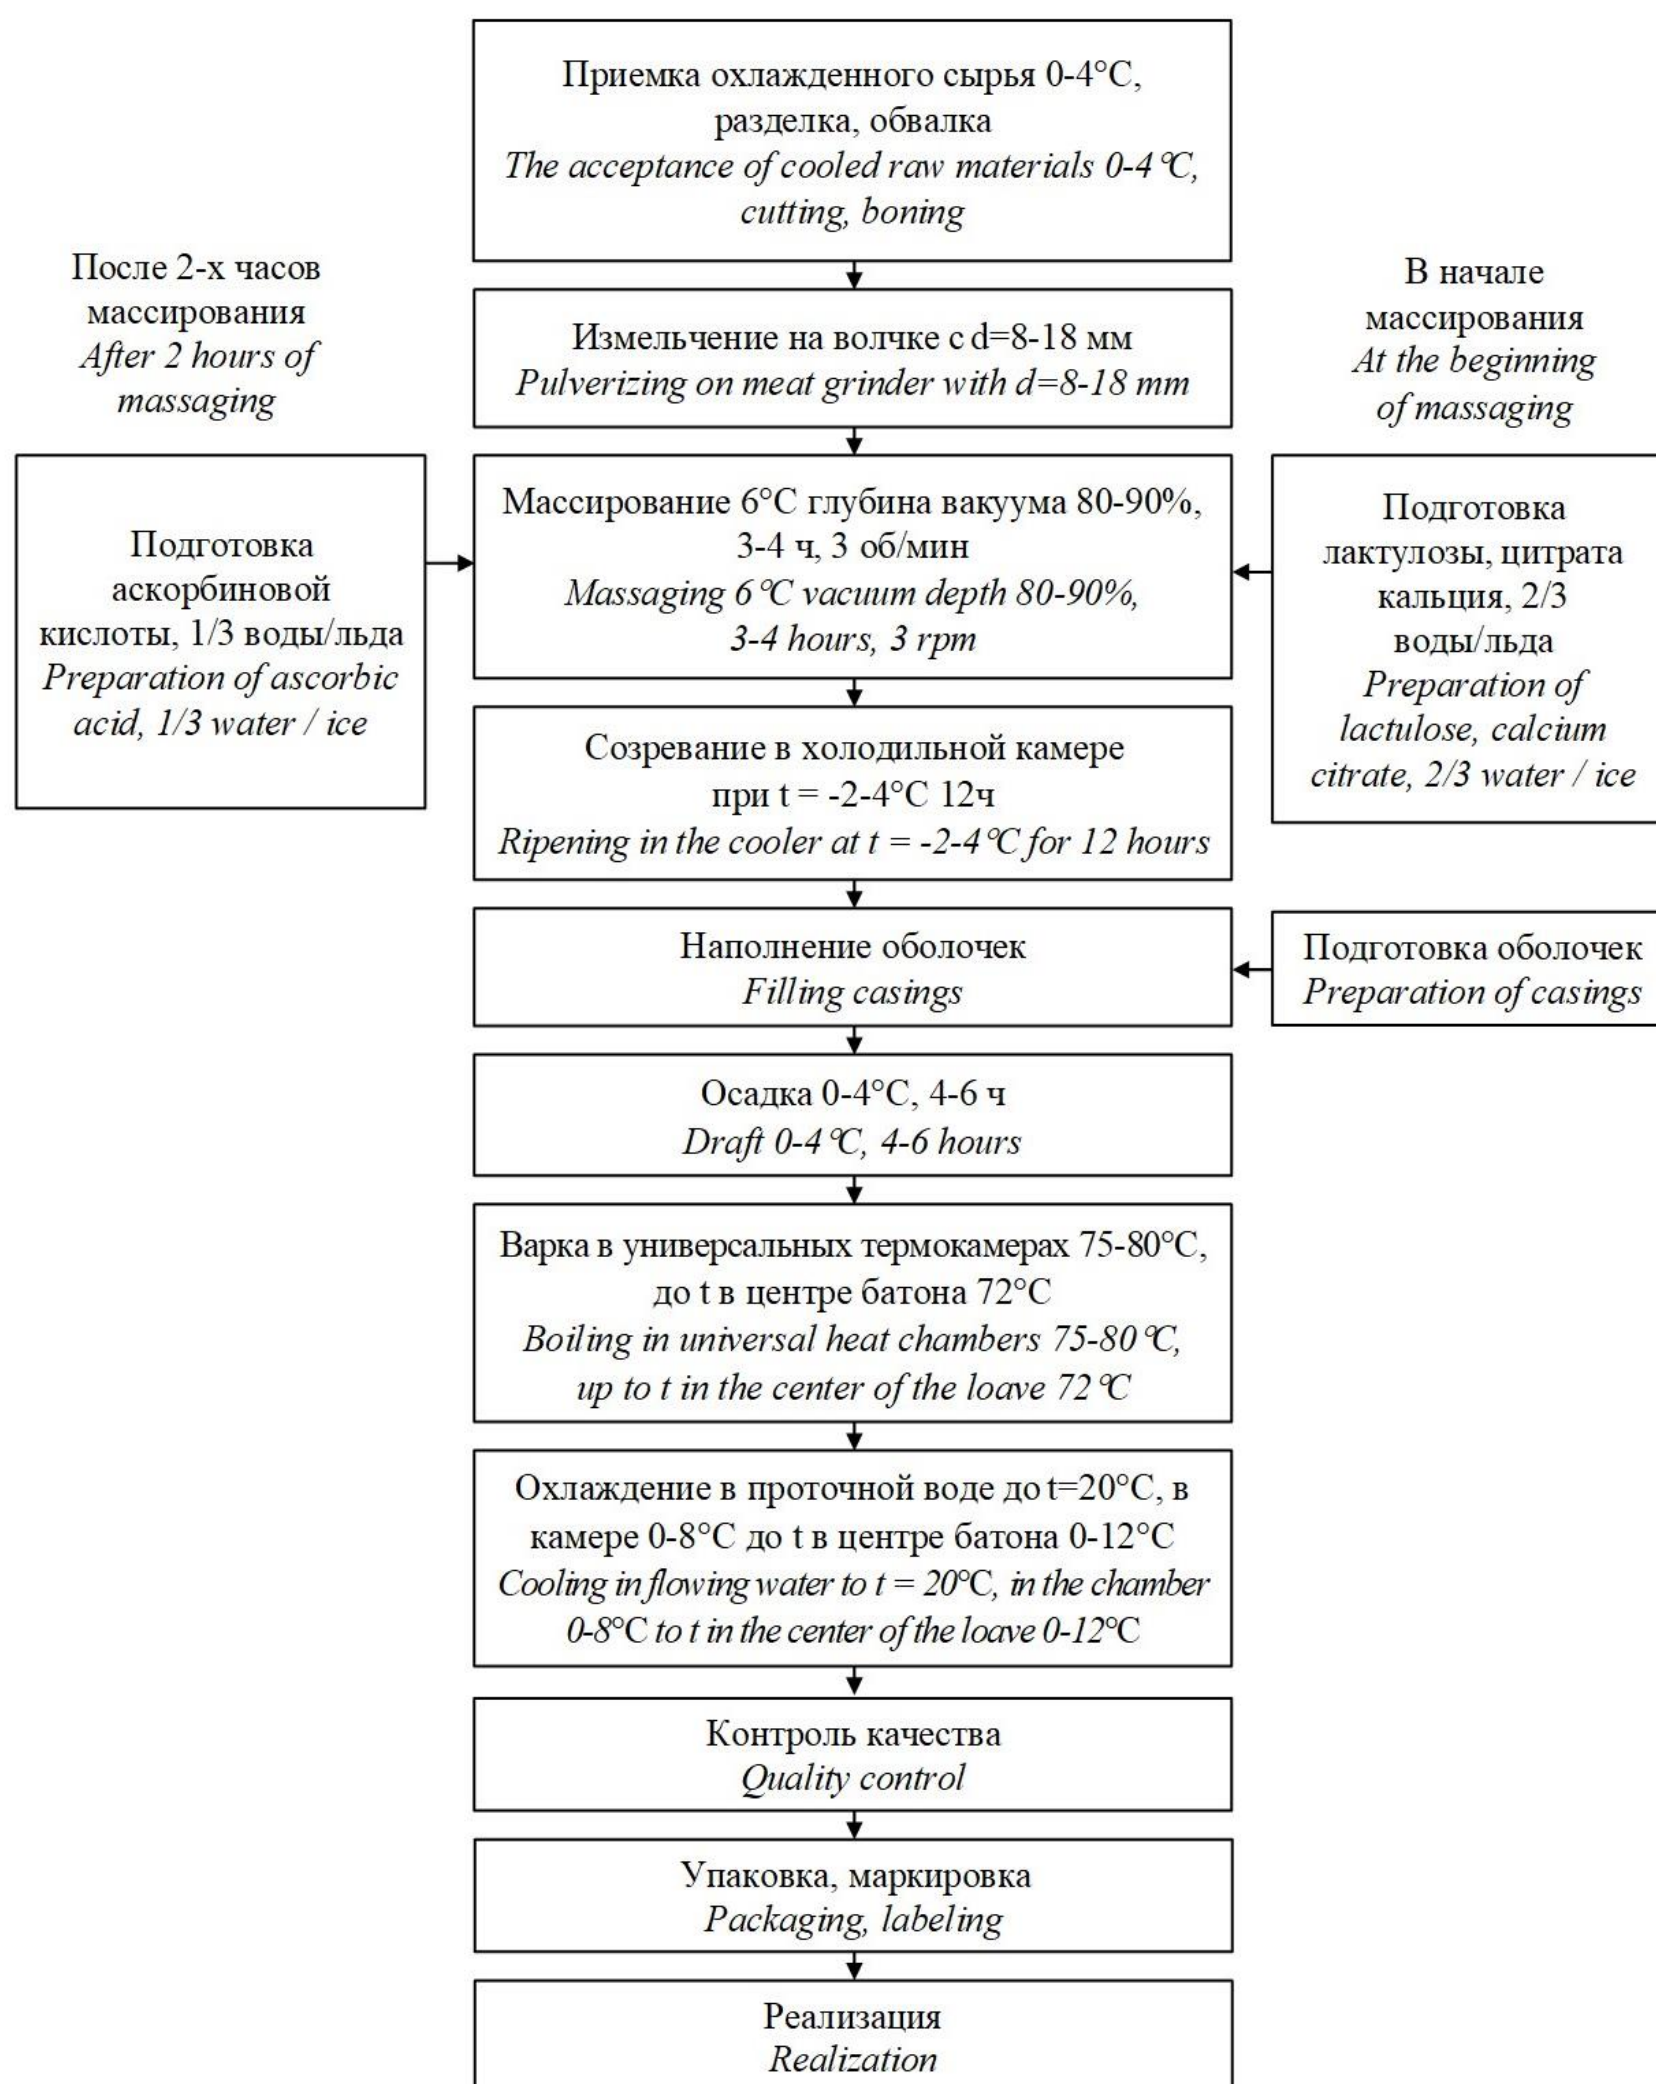 Приемка охлажденного сырья 0-4°С,
разделка, обвалка
The acceptance of cooled raw materials 0-4°C,
cutting, boning
После 2-х часов
массирования
After 2 hours of
massaging
В начале
массирования
At the beginning
of massaging
Измельчение на волчке с d=8-18 мм
Pulverizing on meat grinder with d=8-18 mm
Подготовка
аскорбиновой
кислоты, 1/3 воды/льда
Preparation of ascorbic
acid, 1/3 water / ice
Массирование 6°С глубина вакуума 80-90%,
3-4 ч, 3 об/мин
Massaging 6°C vacuum depth 80-90%,
3-4 hours, 3 rpm
Подготовка
лактулозы, цитрата
кальция, 2/3
воды/льда
Preparation of
lactulose, calcium
citrate, 2/3 water / ice
Созревание в холодильной камере
при t = -2-4°С 12ч
Ripening in the cooler at t = -2-4°C for 12 hours
Наполнение оболочек
Filling casings
Подготовка оболочек
Preparation of casings
Осадка 0-4°С, 4-6 ч
Draft 0-4°C, 4-6 hours
Варка в универсальных термокамерах 75-80°С,
до t в центре батона 72°С
Boiling in universal heat chambers 75-80°C,
up to t in the center of the loave 72°C
Охлаждение в проточной воде до t=20°С, в
камере 0-8°С до t в центре батона 0-12°С
Cooling in flowing water to t = 20°C, in the chamber
0-8°C to t in the center of the loave 0-12°C
Контроль качества
Quality control
Упаковка, маркировка
Packaging, labeling
Реализация
Realization